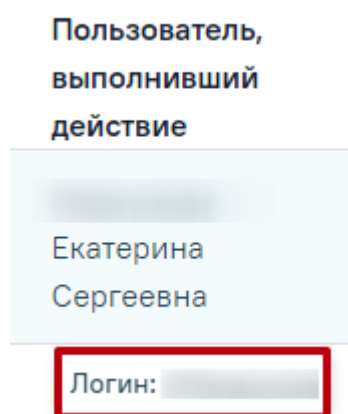 Пользователь,
выполнивший
действие
Екатерина
Сергеевна
Логин: